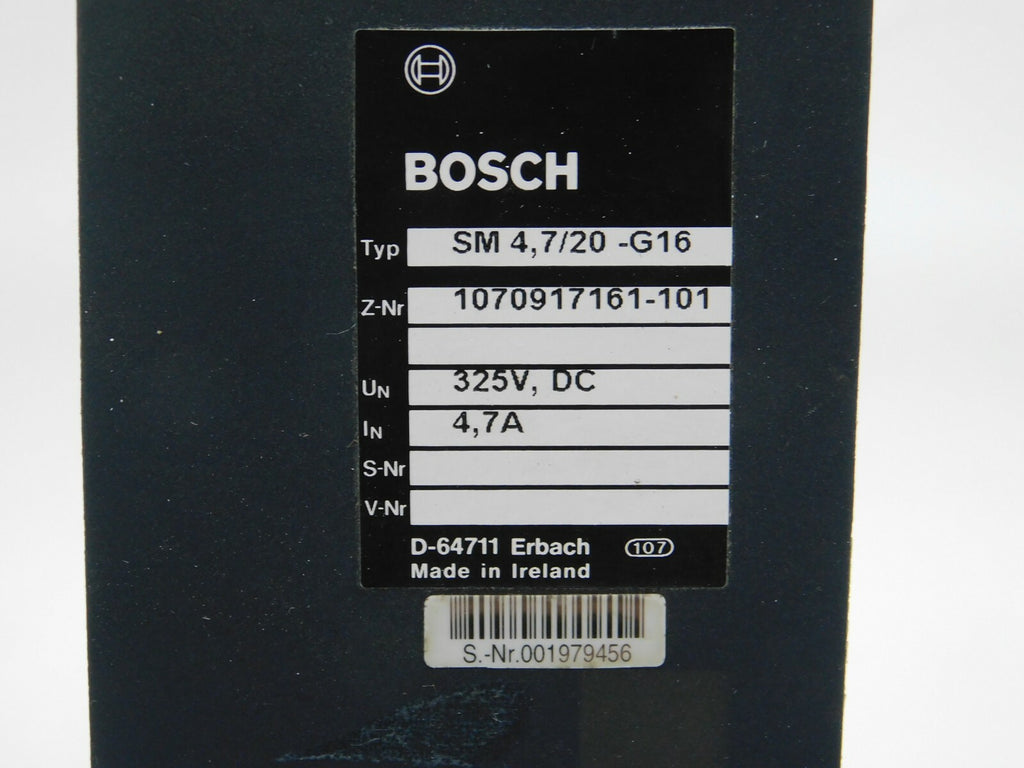 BOSCH
Typ SM 4,7/20 -G16
Z-Nr 1070917161-101
UN 325V, DC
IN 4,7A
S-Nr
V-Nr
D-64711 Erbach 107
Made in Ireland
S.-Nr.001979456